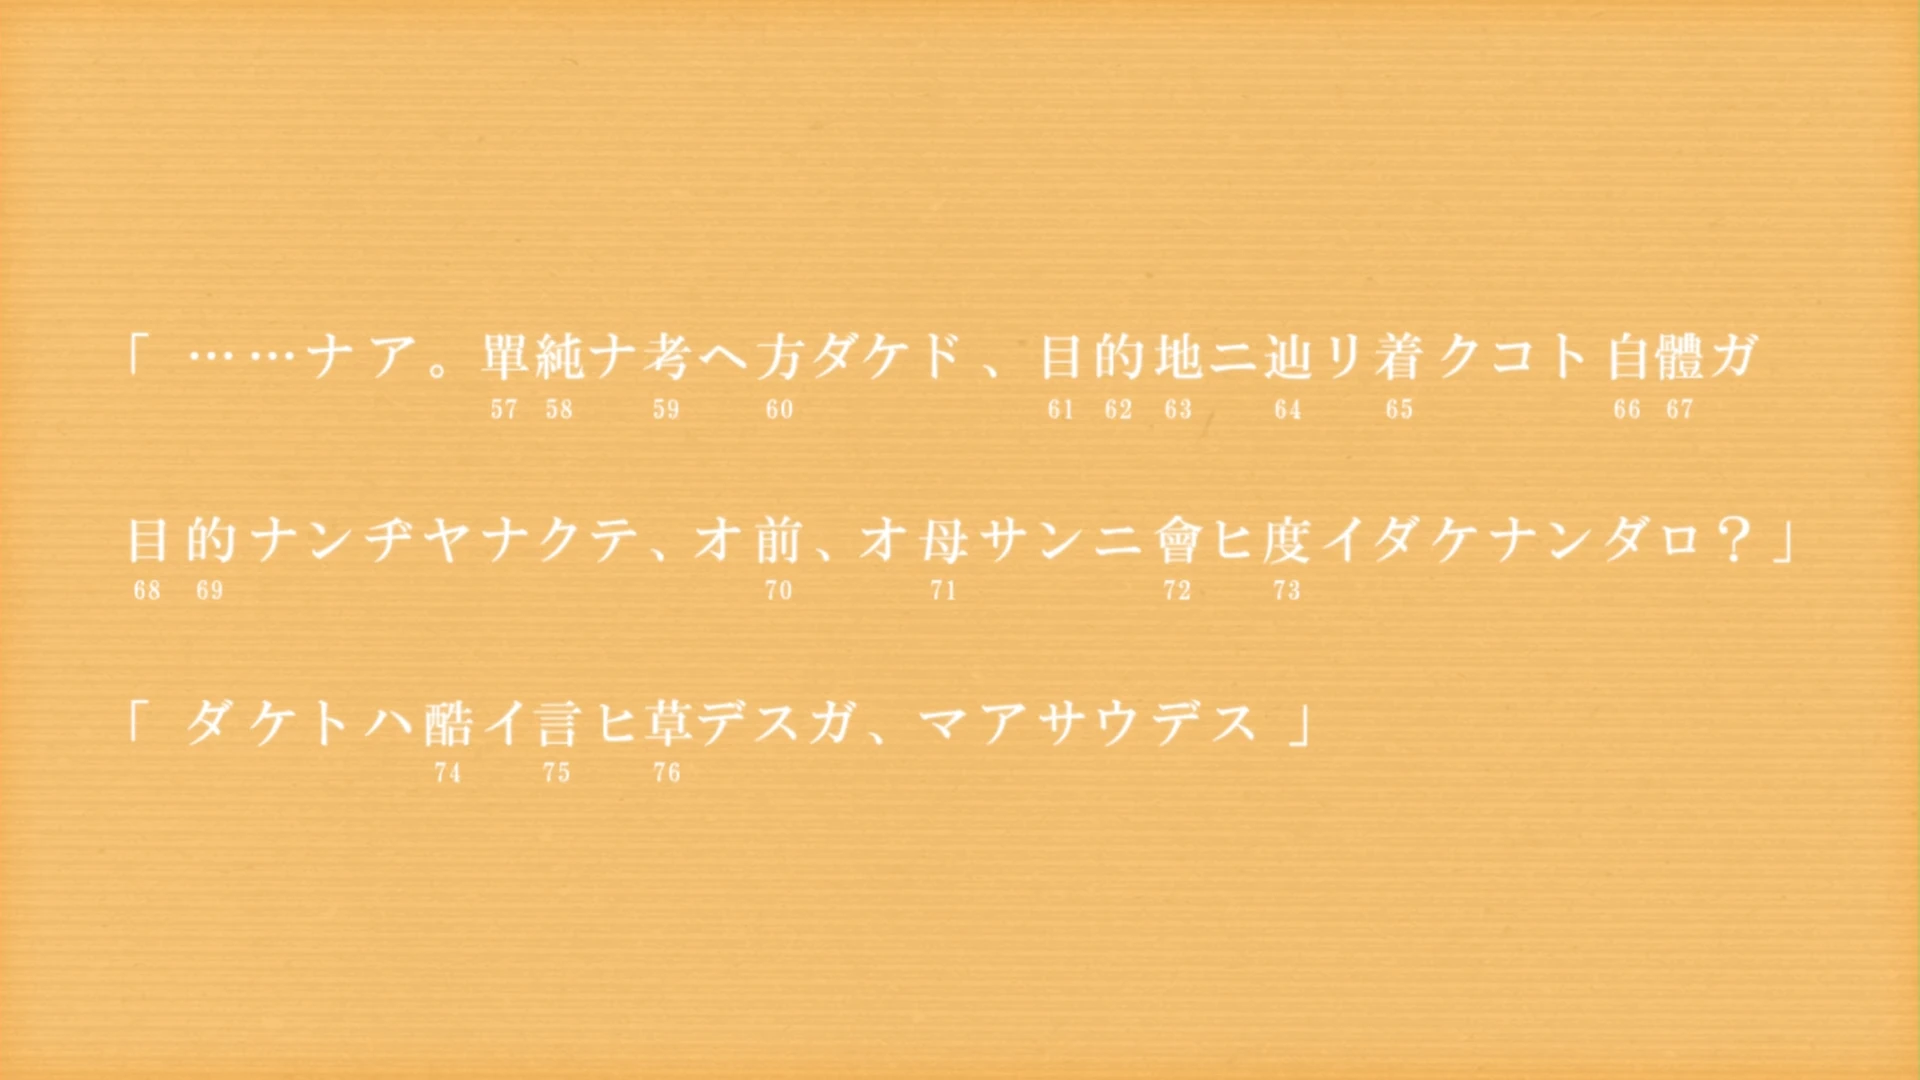 「……ナア。單純ナ考ヘ方ダケド、目的地ニ辿リ着クコト自體ガ
57 58 59 60 61 62 63 64 65 66 67
目的ナンヂヤナクテ、オ前、オ母サンニ會ヒ度イダケナンダロ？」
68 69 70 71 72 73
「ダケトハ酷イ言ヒ草デスガ、マアサウデス」
74 75 76